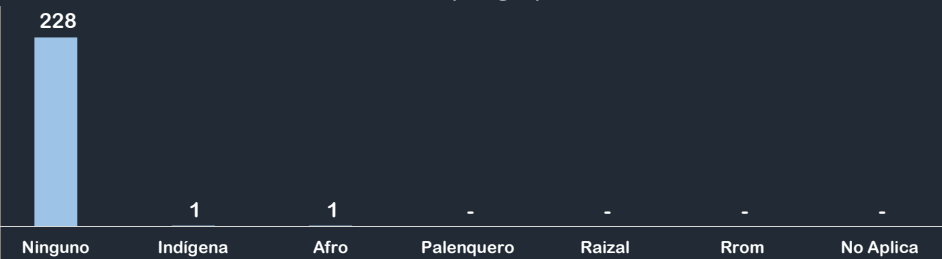 228
1 1 - - - -
Ninguno Indígena Afro Palenquero Raizal Rrom No Aplica